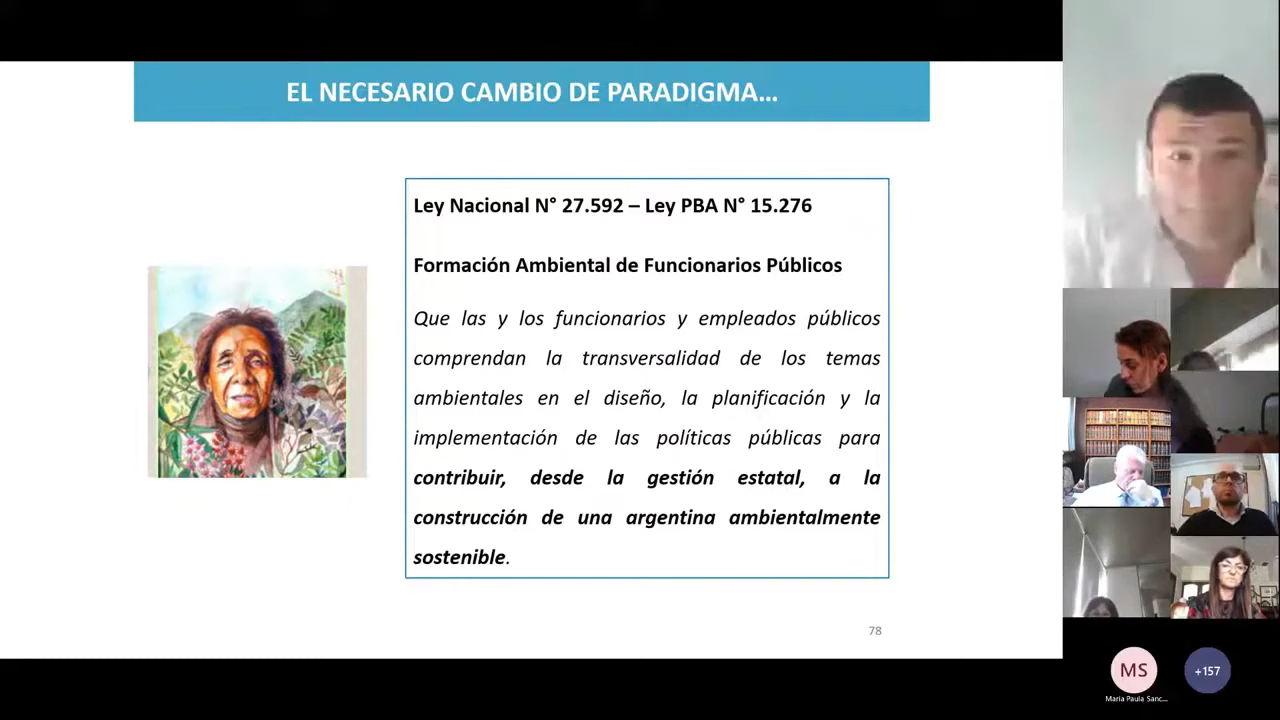 EL NECESARIO CAMBIO DE PARADIGMA...
Ley Nacional N° 27.592 – Ley PBA N° 15.276
Formación Ambiental de Funcionarios Públicos
Que las y los funcionarios y empleados públicos
comprendan la transversalidad de los temas
ambientales en el diseño, la planificación y la
implementación de las políticas públicas para
contribuir, desde la gestión estatal, a la
construcción de una argentina ambientalmente
sostenible.
78
MS
+157
Maria Paula Sanc...